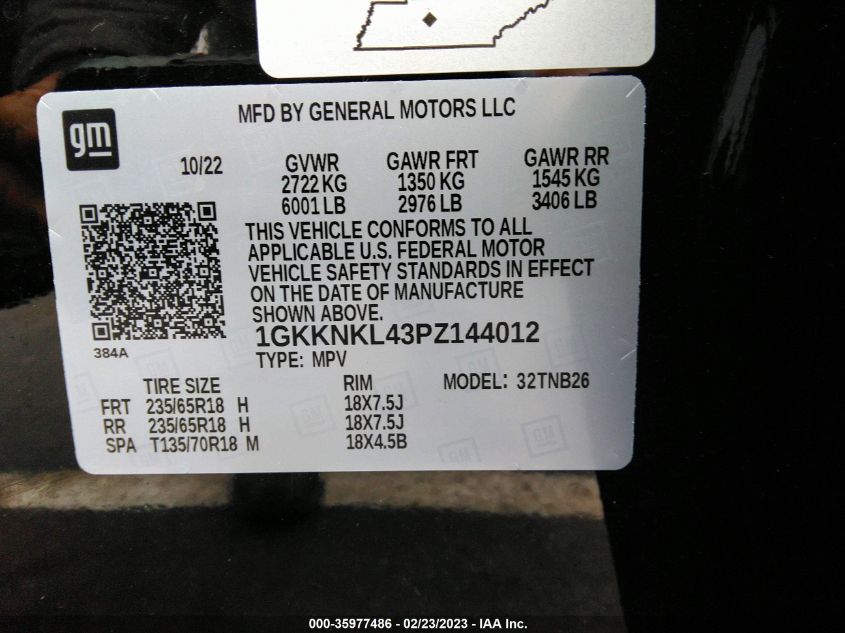 MFD BY GENERAL MOTORS LLC
gm
10/22 GVWR GAWR FRT GAWR RR
2722 KG 1350 KG 1545 KG
6001 LB 2976 LB 3406 LB
THIS VEHICLE CONFORMS TO ALL
APPLICABLE U.S. FEDERAL MOTOR
VEHICLE SAFETY STANDARDS IN EFFECT
ON THE DATE OF MANUFACTURE
SHOWN ABOVE.
1GKKNKL43PZ144012
384A
TYPE: MPV
TIRE SIZE RIM MODEL: 32TNB26
FRT 235/65R18 H 18X7.5J
RR 235/65R18 H 18X7.5J
SPA T135/70R18 M 18X4.5B
000-35977486 - 02/23/2023 - IAA Inc.